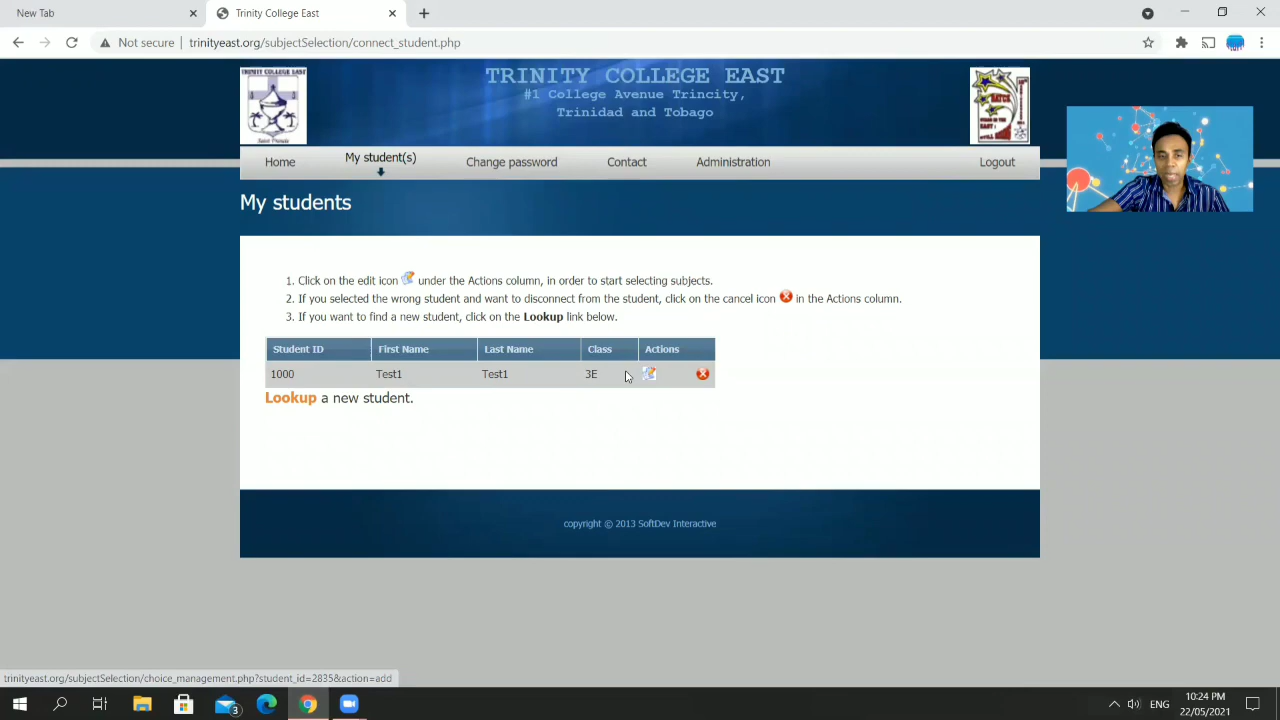 New Tab
Trinity College East
Not secure
trinityeast.org/subjectSelection/connect_student.php
TRINITY COLLEGE EAST
TRINITY COLLEGE EAST
#1 College Avenue Trincity,
Trinidad and Tobago
Home
My student(s)
Change password
Contact
Administration
Logout
My students
1. Click on the edit icon under the Actions column, in order to start selecting subjects.
2. If you selected the wrong student and want to disconnect from the student, click on the cancel icon in the Actions column.
3. If you want to find a new student, click on the Lookup link below.
Student ID First Name Last Name Class Actions
1000 Test1 Test1 3E
Lookup a new student.
copyright © 2013 SoftDev Interactive
trinityeast.org/subjectSelection/choice_management.php?student_id=2835&action=add
3
ENG
10:24 PM
22/05/2021